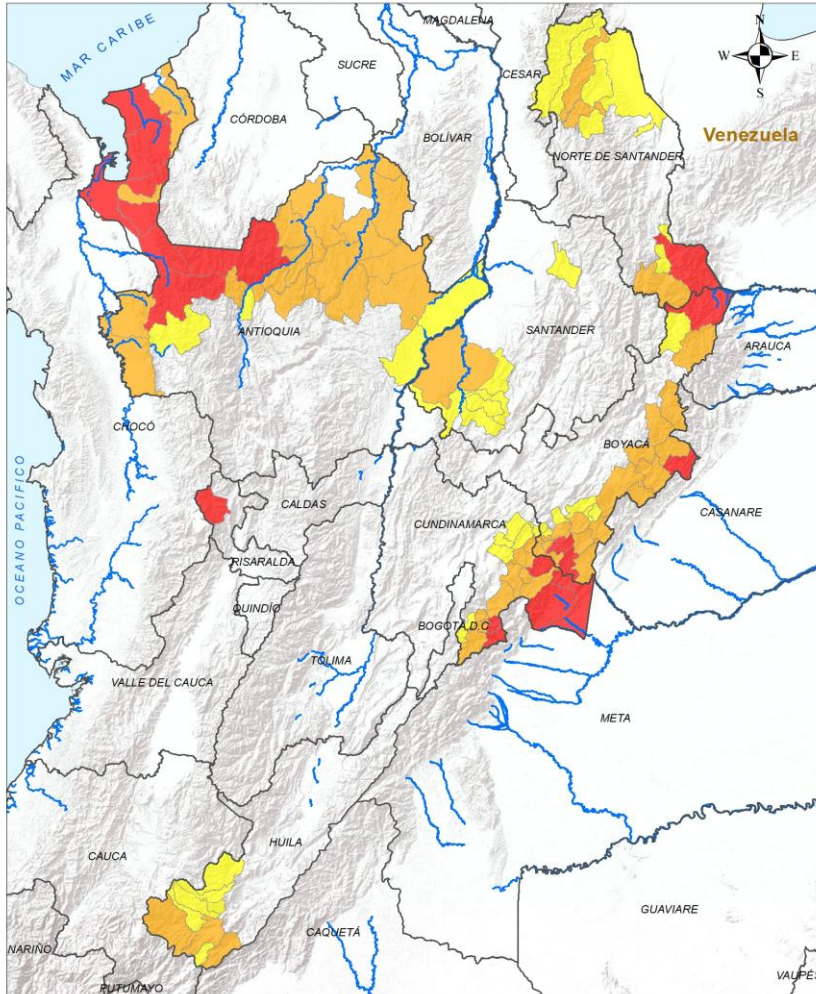 MAGDALENA
N
W E
S
MAR CARIBE
SUCRE
CESAR
CÓRDOBA
BOLÍVAR
Venezuela
NORTE DE SANTANDER
ANTIOQUIA
SANTANDER
ARAUCA
CHOCÓ
BOYACÁ
OCEANO PACIFICO
CALDAS
CUNDINAMARCA
CASANARE
RISARALDA
QUINDÍO
BOGOTÁ D.C
TOLIMA
VALLE DEL CAUCA
META
HUILA
CAUCA
GUAVIARE
CAQUETÁ
NARIÑO
PUTUMAYO
VAUPÉS